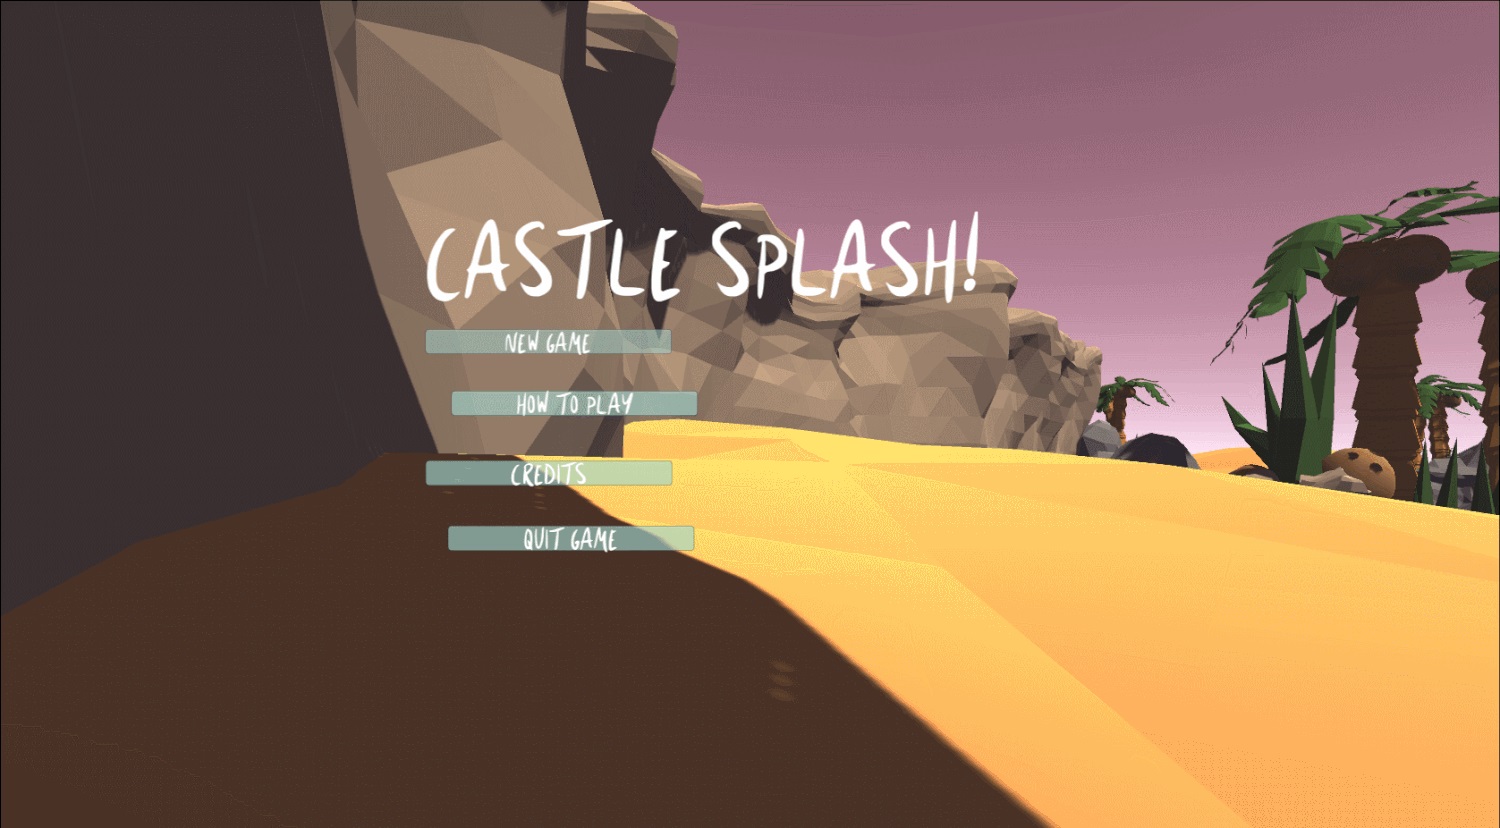 CASTLE SPLASH!
NEW GAME
HOW TO PLAY
CREDITS
QUIT GAME